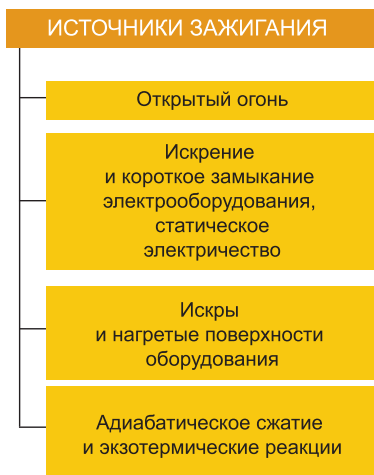 ИСТОЧНИКИ ЗАЖИГАНИЯ
Открытый огонь
Искрение
и короткое замыкание
электрооборудования,
статическое
электричество
Искры
и нагретые поверхности
оборудования
Адиабатическое сжатие
и экзотермические реакции